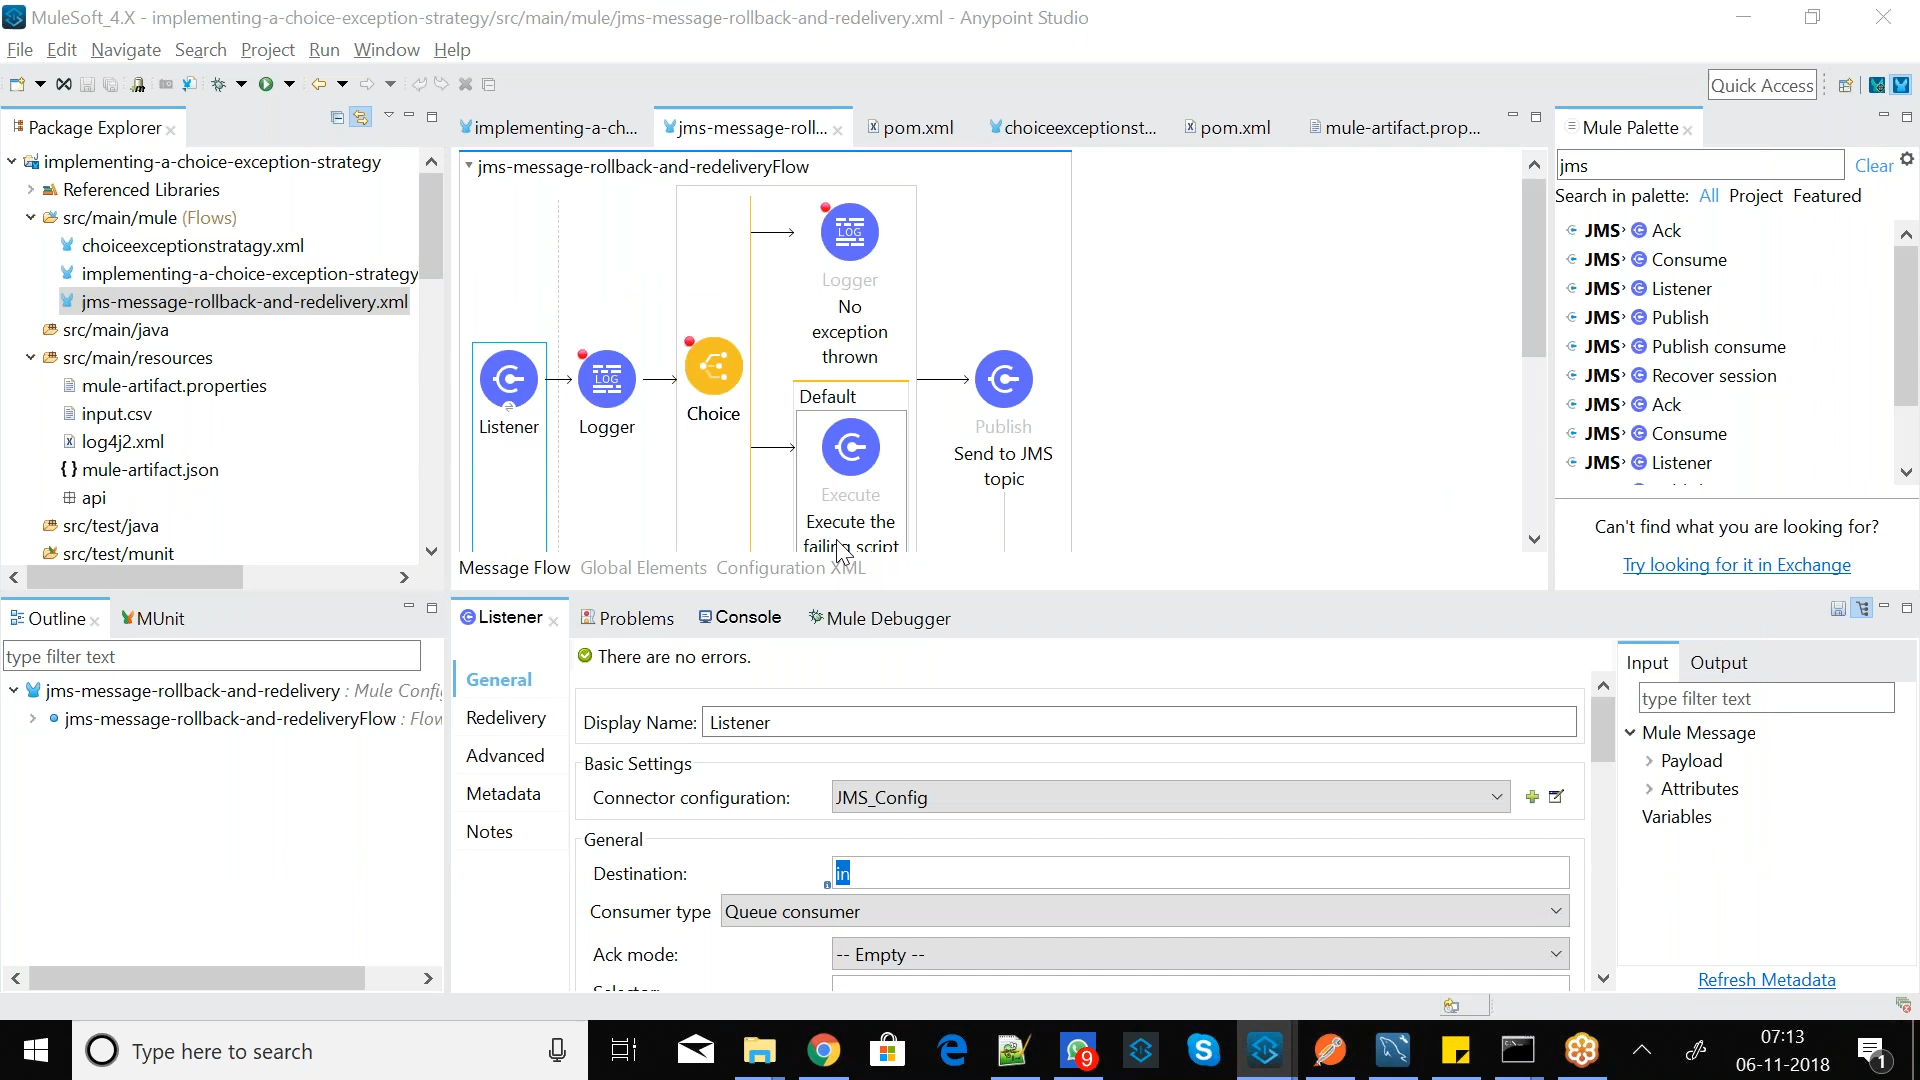 MuleSoft_4.X - implementing-a-choice-exception-strategy/src/main/mule/jms-message-rollback-and-redelivery.xml - Anypoint Studio
File Edit Navigate Search Project Run Window Help
Quick Access
Package Explorer
implementing-a-ch...
jms-message-roll...
pom.xml
choiceexceptionst...
pom.xml
mule-artifact.prop...
Mule Palette
implementing-a-choice-exception-strategy
Referenced Libraries
src/main/mule (Flows)
choiceexceptionstratagy.xml
implementing-a-choice-exception-strategy
jms-message-rollback-and-redelivery.xml
src/main/java
src/main/resources
mule-artifact.properties
input.csv
log4j2.xml
{} mule-artifact.json
api
src/test/java
src/test/munit
jms-message-rollback-and-redeliveryFlow
LOG
Logger
No
exception
thrown
LOG
Listener
Logger
Choice
Default
Execute
Execute the
failing script
Publish
Send to JMS
topic
Message Flow Global Elements Configuration XML
jms
Clear
Search in palette: All Project Featured
JMS Ack
JMS Consume
JMS Listener
JMS Publish
JMS Publish consume
JMS Recover session
JMS Ack
JMS Consume
JMS Listener
Can't find what you are looking for?
Try looking for it in Exchange
Outline
MUnit
type filter text
jms-message-rollback-and-redelivery : Mule Confi
jms-message-rollback-and-redeliveryFlow : Flow
Listener
Problems
Console
Mule Debugger
There are no errors.
General
Redelivery
Advanced
Metadata
Notes
Display Name: Listener
Basic Settings
Connector configuration: JMS_Config
General
Destination: in
Consumer type Queue consumer
Ack mode: -- Empty --
Selector:
Input
Output
type filter text
Mule Message
Payload
Attributes
Variables
Refresh Metadata
Type here to search
9
07:13
06-11-2018
1